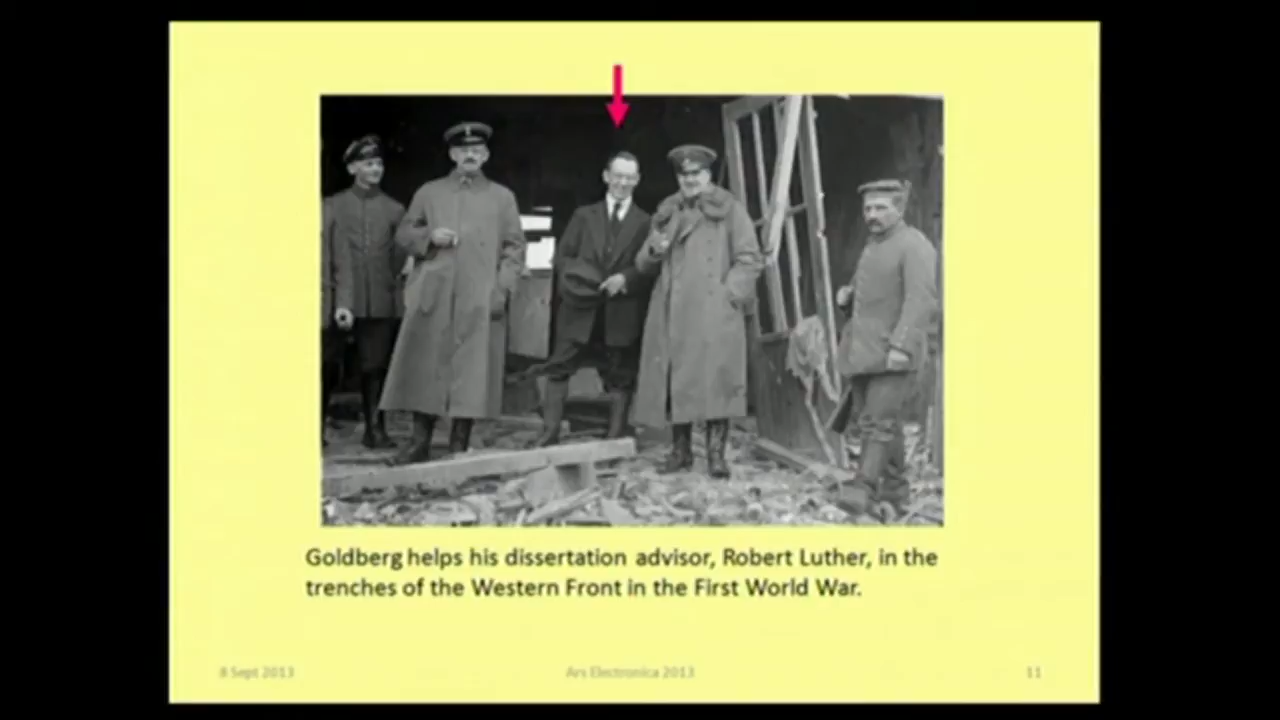 Goldberg helps his dissertation advisor, Robert Luther, in the
trenches of the Western Front in the First World War.
8 Sept 2013
Ars Electronica 2013
11